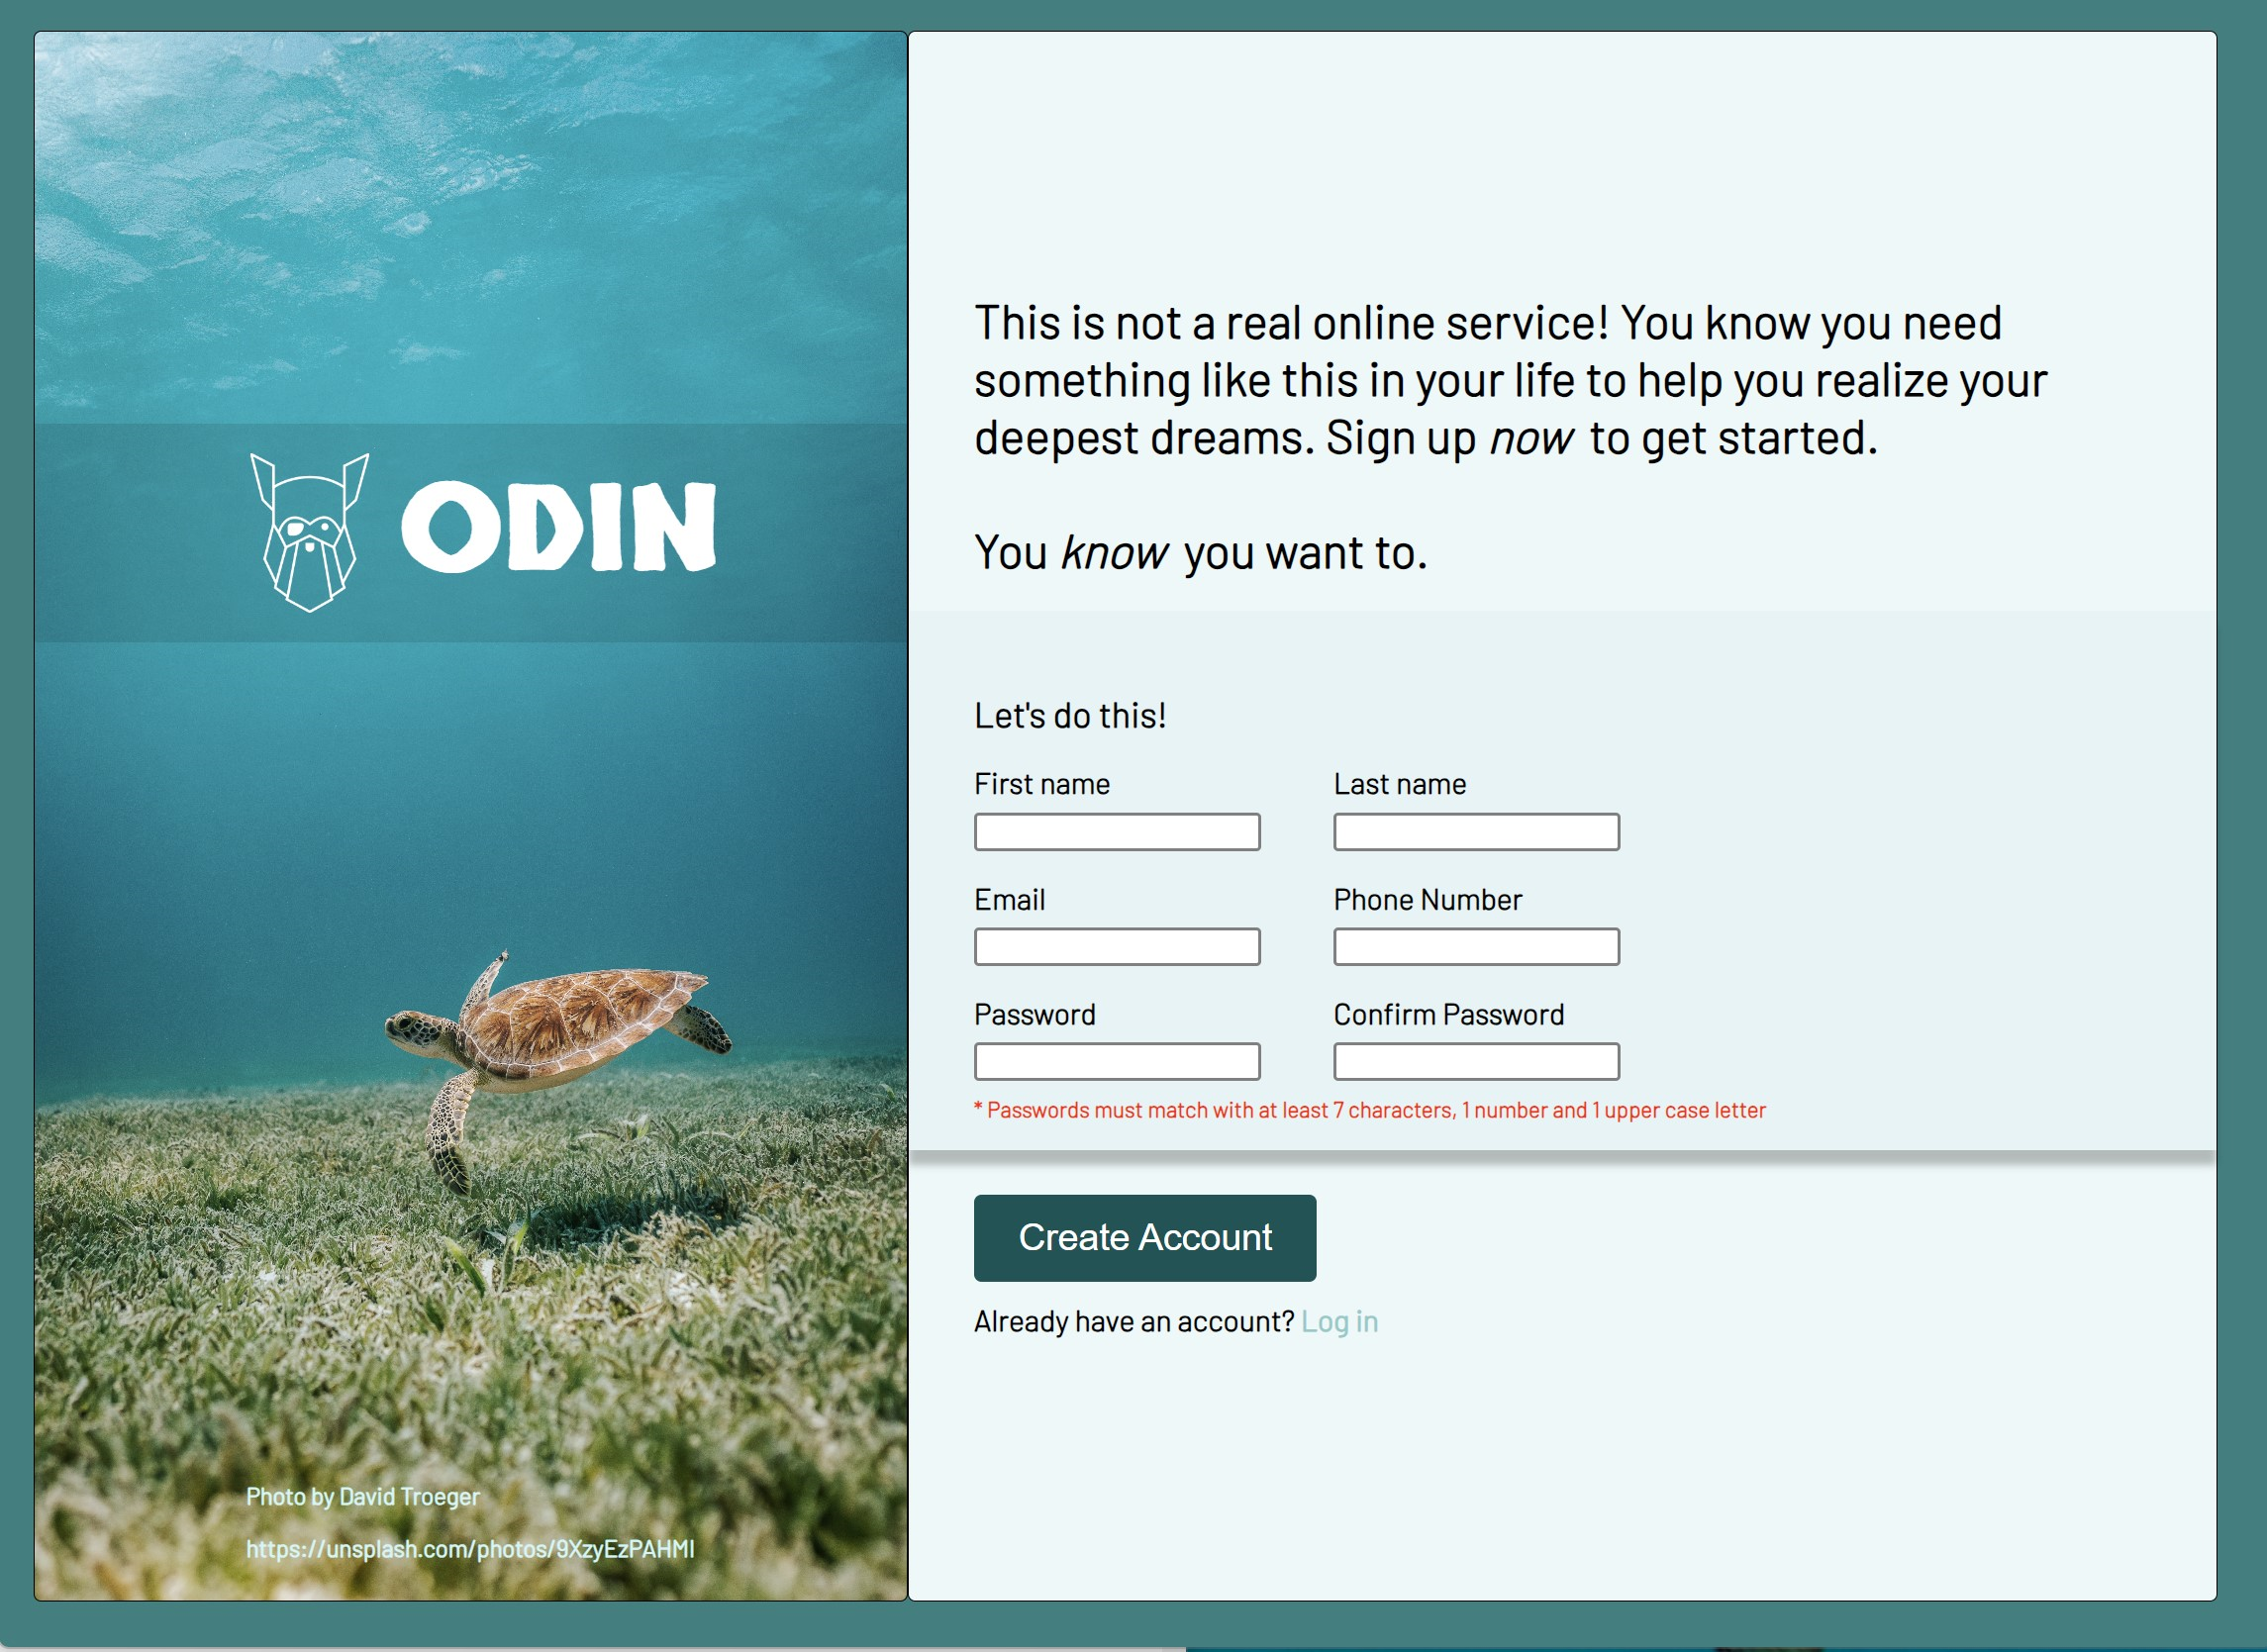 ODIN
Photo by David Troeger
https://unsplash.com/photos/9XzyEzPAHMI
This is not a real online service! You know you need
something like this in your life to help you realize your
deepest dreams. Sign up now to get started.
You know you want to.
Let's do this!
First name Last name
Email Phone Number
Password Confirm Password
* Passwords must match with at least 7 characters, 1 number and 1 upper case letter
Create Account
Already have an account? Log in